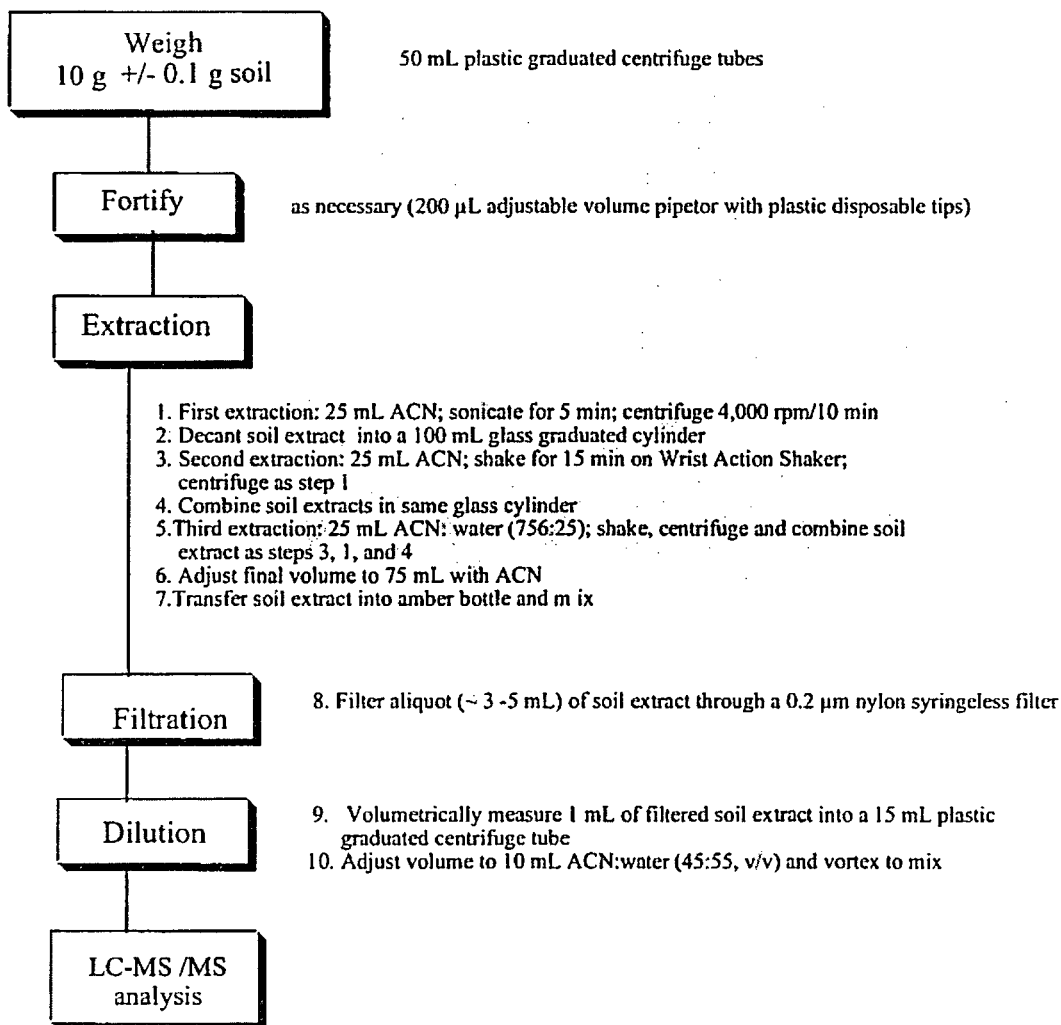 Weigh
10 g +/- 0.1 g soil
50 mL plastic graduated centrifuge tubes
Fortify
as necessary (200 µL adjustable volume pipetor with plastic disposable tips)
Extraction
1. First extraction: 25 mL ACN; sonicate for 5 min; centrifuge 4,000 rpm/10 min
2. Decant soil extract into a 100 mL glass graduated cylinder
3. Second extraction: 25 mL ACN; shake for 15 min on Wrist Action Shaker;
centrifuge as step 1
4. Combine soil extracts in same glass cylinder
5.Third extraction: 25 mL ACN: water (756:25); shake, centrifuge and combine soil
extract as steps 3, 1, and 4
6. Adjust final volume to 75 mL with ACN
7.Transfer soil extract into amber bottle and m ix
Filtration
8. Filter aliquot (~ 3 -5 mL) of soil extract through a 0.2 µm nylon syringeless filter
Dilution
9. Volumetrically measure 1 mL of filtered soil extract into a 15 mL plastic
graduated centrifuge tube
10. Adjust volume to 10 mL ACN:water (45:55, v/v) and vortex to mix
LC-MS /MS
analysis